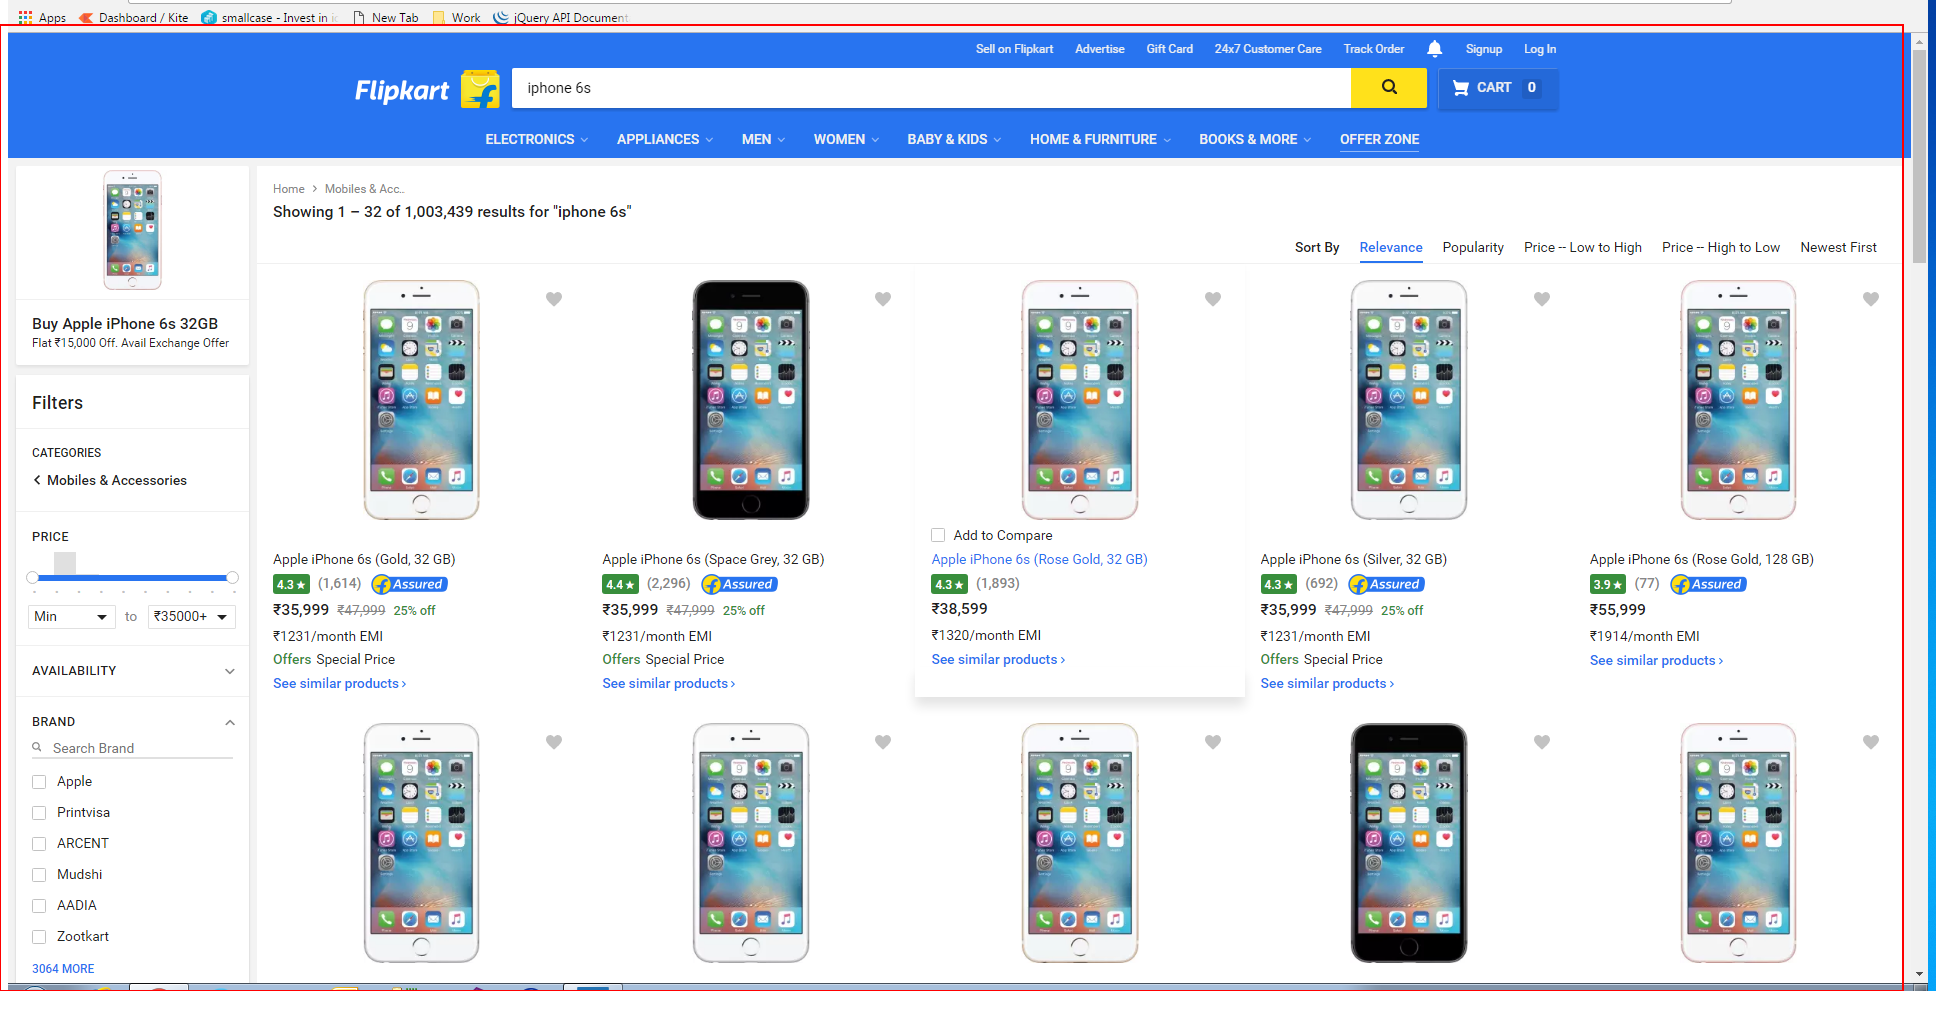 Apps Dashboard / Kite smallcase - Invest in ic New Tab Work jQuery API Document
Sell on Flipkart Advertise Gift Card 24x7 Customer Care Track Order Signup Log In
Flipkart iphone 6s CART 0
ELECTRONICS APPLIANCES MEN WOMEN BABY & KIDS HOME & FURNITURE BOOKS & MORE OFFER ZONE
Buy Apple iPhone 6s 32GB
Flat ₹15,000 Off. Avail Exchange Offer
Filters
CATEGORIES
Mobiles & Accessories
PRICE
Min to ₹35000+
AVAILABILITY
BRAND
Search Brand
Apple
Printvisa
ARCENT
Mudshi
AADIA
Zootkart
3064 MORE
Home > Mobiles & Acc..
Showing 1 – 32 of 1,003,439 results for "iphone 6s"
Sort By Relevance Popularity Price -- Low to High Price -- High to Low Newest First
Apple iPhone 6s (Gold, 32 GB)
4.3 ★ (1,614) Assured
₹35,999 ₹47,999 25% off
₹1231/month EMI
Offers Special Price
See similar products ›
Apple iPhone 6s (Space Grey, 32 GB)
4.4 ★ (2,296) Assured
₹35,999 ₹47,999 25% off
₹1231/month EMI
Offers Special Price
See similar products ›
Add to Compare
Apple iPhone 6s (Rose Gold, 32 GB)
4.3 ★ (1,893)
₹38,599
₹1320/month EMI
See similar products ›
Apple iPhone 6s (Silver, 32 GB)
4.3 ★ (692) Assured
₹35,999 ₹47,999 25% off
₹1231/month EMI
Offers Special Price
See similar products ›
Apple iPhone 6s (Rose Gold, 128 GB)
3.9 ★ (77) Assured
₹55,999
₹1914/month EMI
See similar products ›